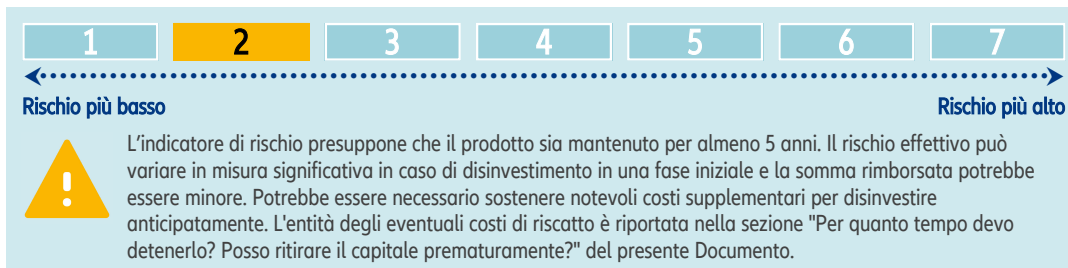 1 2 3 4 5 6 7
Rischio più basso Rischio più alto
L'indicatore di rischio presuppone che il prodotto sia mantenuto per almeno 5 anni. Il rischio effettivo può
variare in misura significativa in caso di disinvestimento in una fase iniziale e la somma rimborsata potrebbe
essere minore. Potrebbe essere necessario sostenere notevoli costi supplementari per disinvestire
anticipatamente. L'entità degli eventuali costi di riscatto è riportata nella sezione "Per quanto tempo devo
detenerlo? Posso ritirare il capitale prematuramente?" del presente Documento.